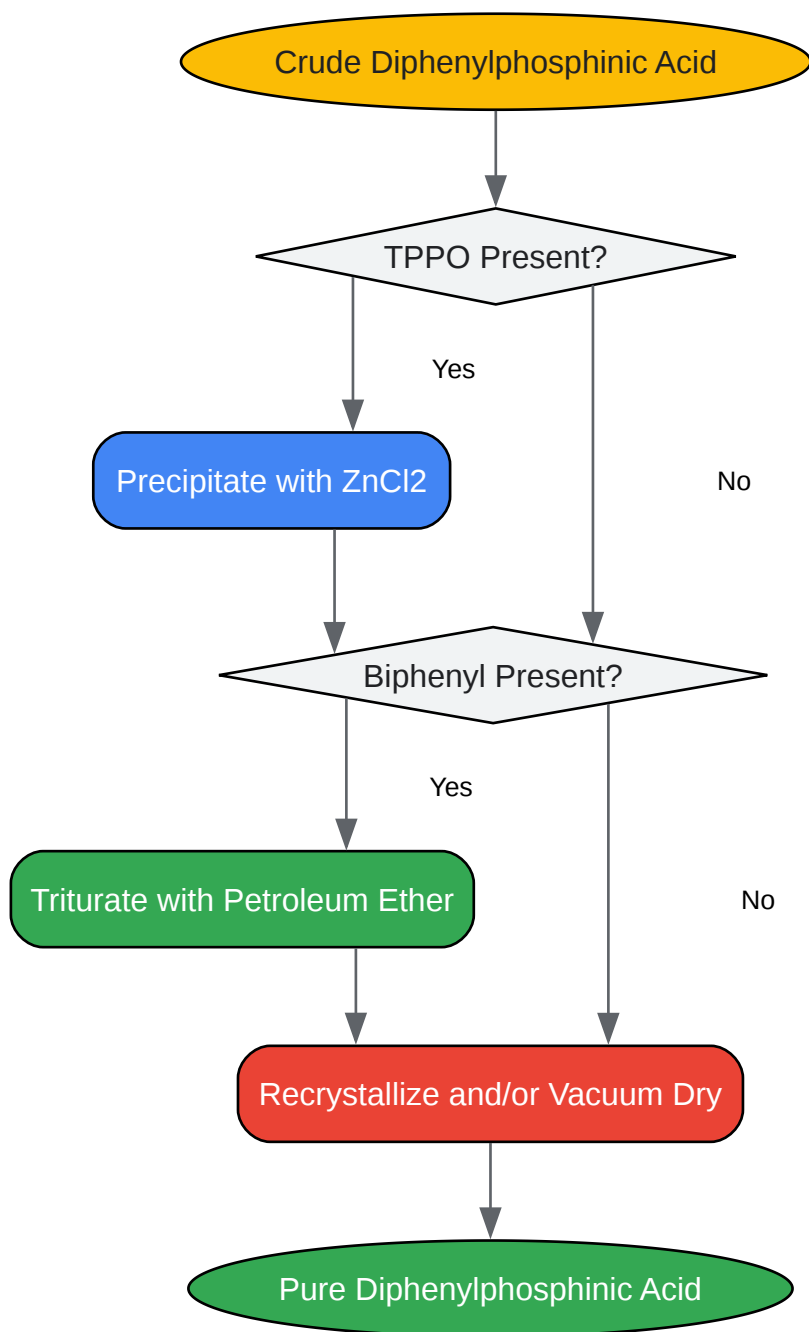 Crude Diphenylphosphinic Acid
TPPO Present?
Yes
Precipitate with ZnCl2
No
Biphenyl Present?
Yes
Triturate with Petroleum Ether
No
Recrystallize and/or Vacuum Dry
Pure Diphenylphosphinic Acid